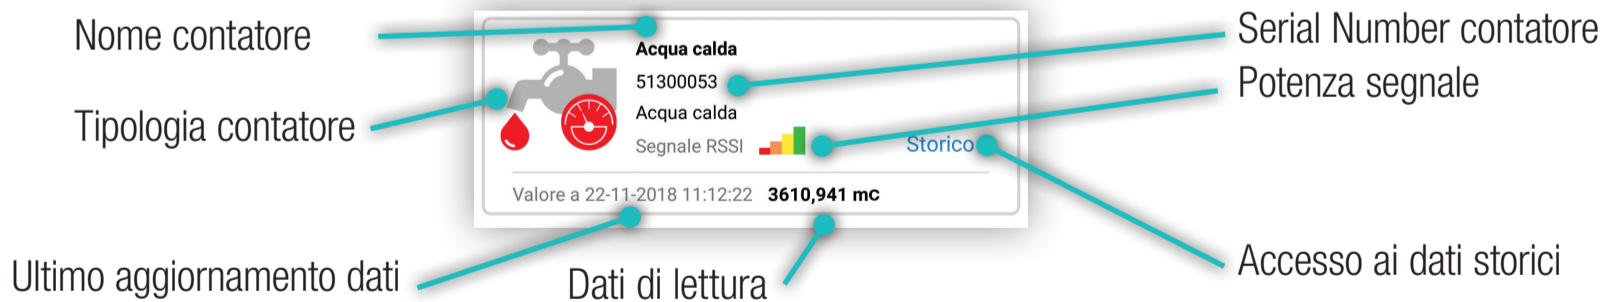 Nome contatore
Tipologia contatore
Ultimo aggiornamento dati
Acqua calda
51300053
Acqua calda
Segnale RSSI
Storico
Valore a 22-11-2018 11:12:22 3610,941 mc
Dati di lettura
Serial Number contatore
Potenza segnale
Accesso ai dati storici